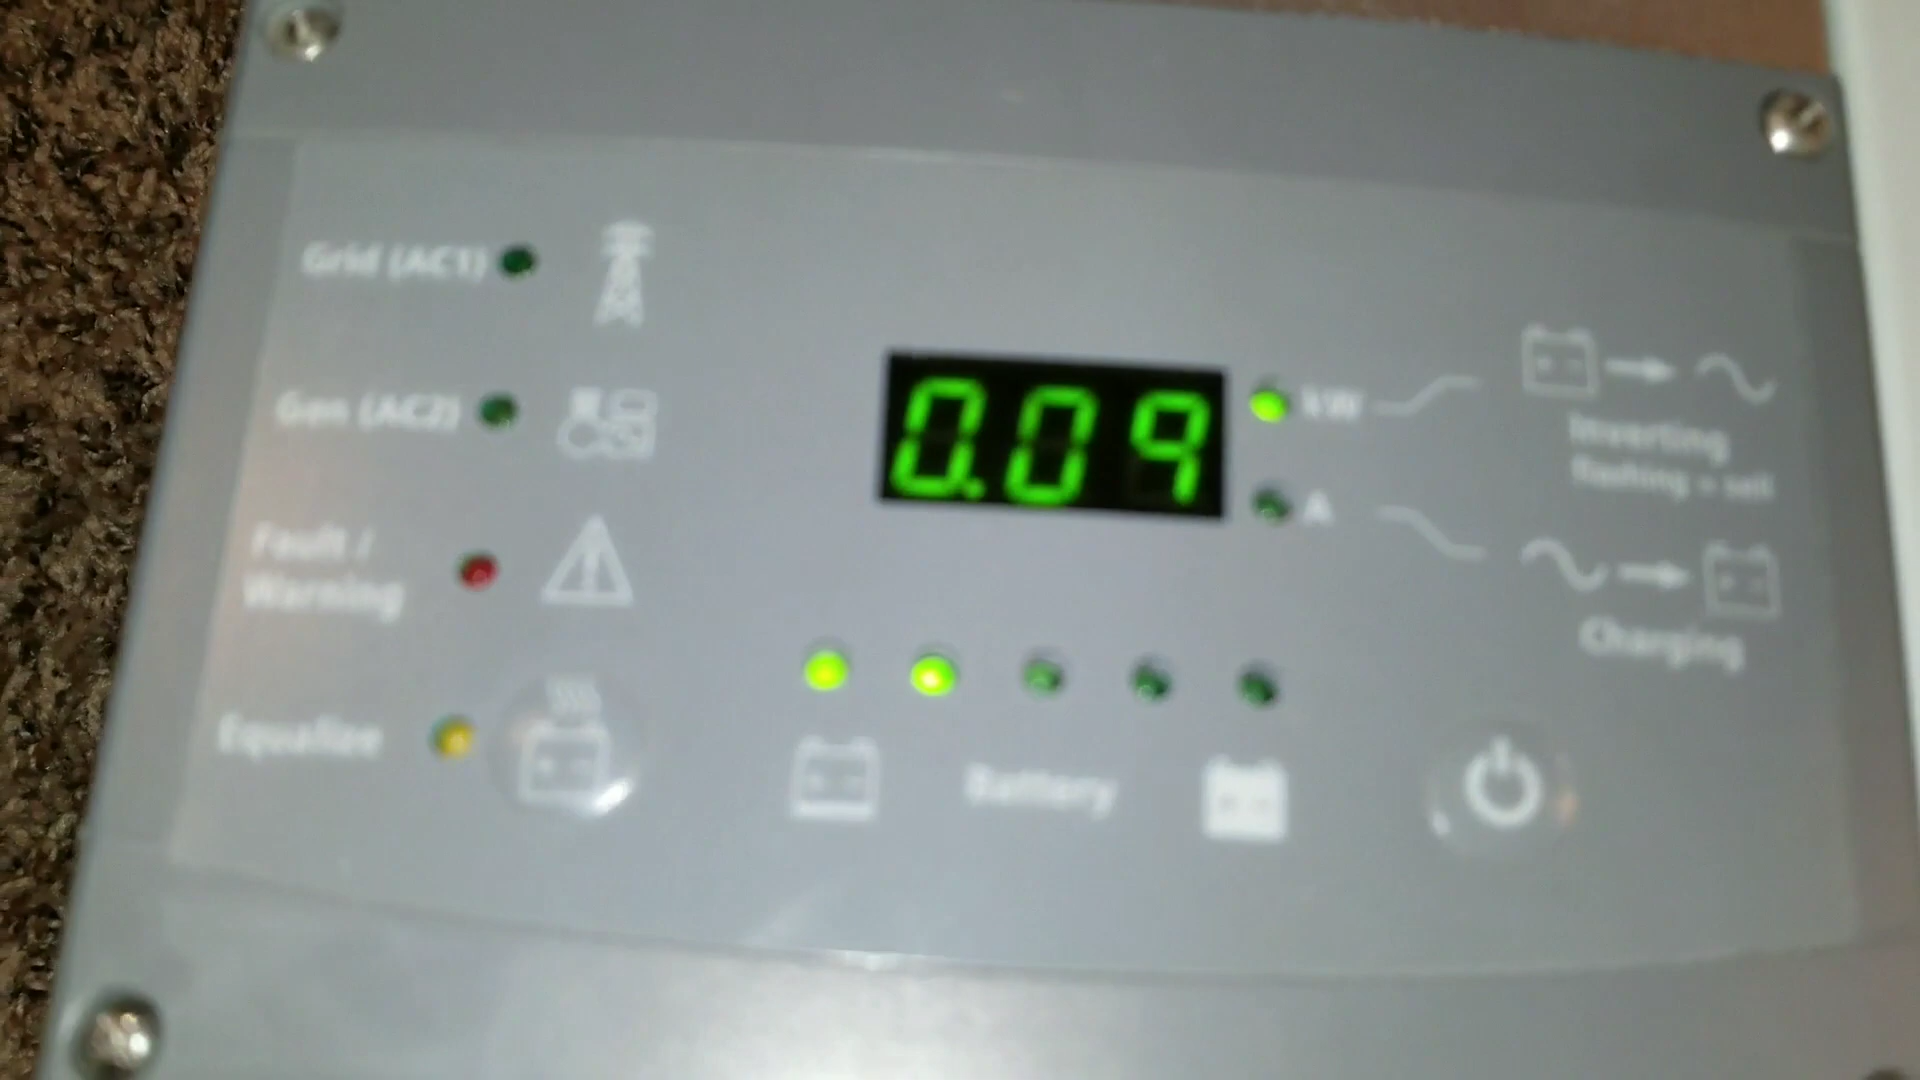 Grid (AC1)
Gen (AC2)
Fault /
Warning
Equalize
0.09
kW
A
Inverting
flashing = sell
Charging
Battery